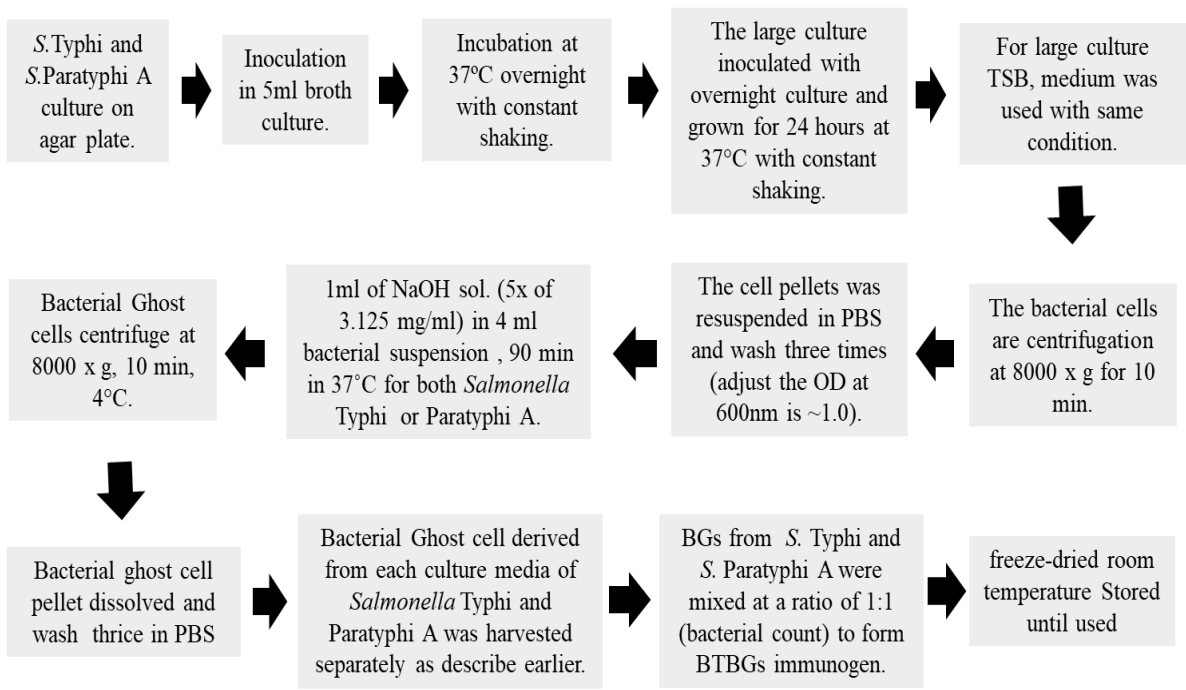 S.Typhi and
S.Paratyphi A
culture on
agar plate.
Inoculation
in 5ml broth
culture.
Incubation at
37ºC overnight
with constant
shaking.
The large culture
inoculated with
overnight culture and
grown for 24 hours at
37°C with constant
shaking.
For large culture
TSB, medium was
used with same
condition.
The bacterial cells
are centrifugation
at 8000 x g for 10
min.
The cell pellets was
resuspended in PBS
and wash three times
(adjust the OD at
600nm is ~1.0).
1ml of NaOH sol. (5x of
3.125 mg/ml) in 4 ml
bacterial suspension , 90 min
in 37˚C for both Salmonella
Typhi or Paratyphi A.
Bacterial Ghost
cells centrifuge at
8000 x g, 10 min,
4°C.
Bacterial ghost cell
pellet dissolved and
wash thrice in PBS
Bacterial Ghost cell derived
from each culture media of
Salmonella Typhi and
Paratyphi A was harvested
separately as describe earlier.
BGs from S. Typhi and
S. Paratyphi A were
mixed at a ratio of 1:1
(bacterial count) to form
BTBGs immunogen.
freeze-dried room
temperature Stored
until used